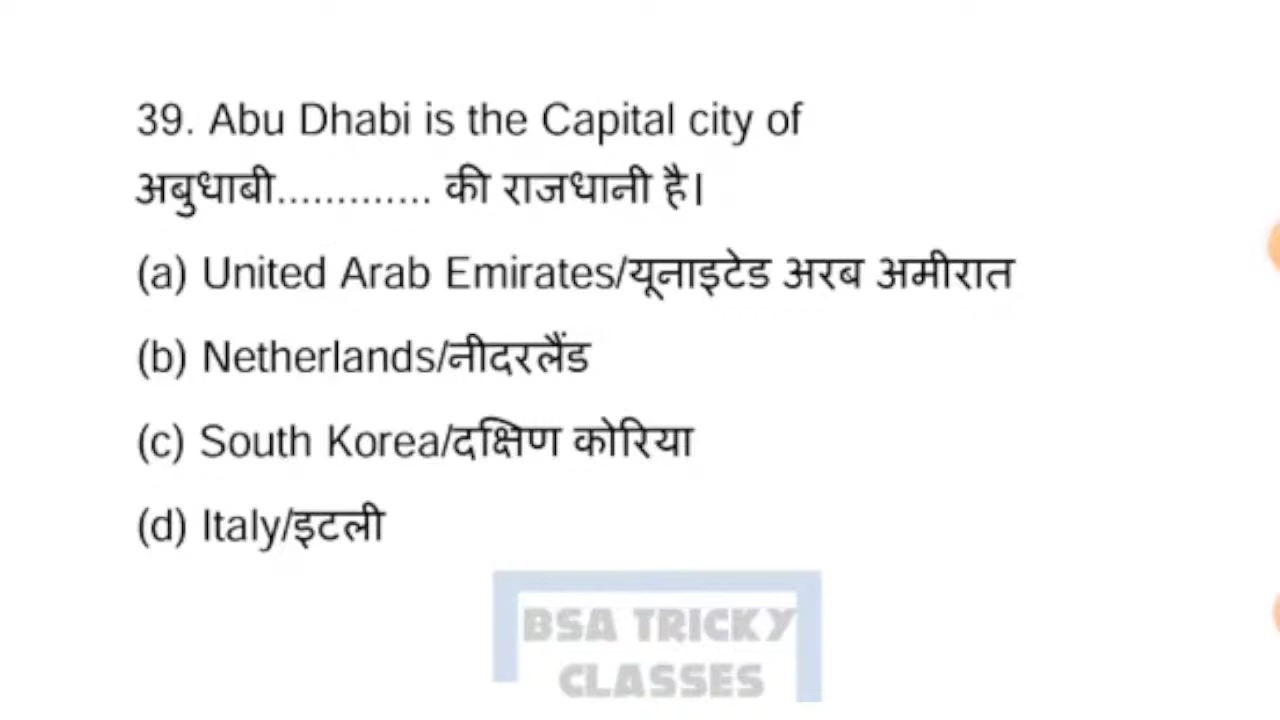 39. Abu Dhabi is the Capital city of
अबुधाबी............. की राजधानी है।
(a) United Arab Emirates/यूनाइटेड अरब अमीरात
(b) Netherlands/नीदरलैंड
(c) South Korea/दक्षिण कोरिया
(d) Italy/इटली
BSA TRICKY
CLASSES